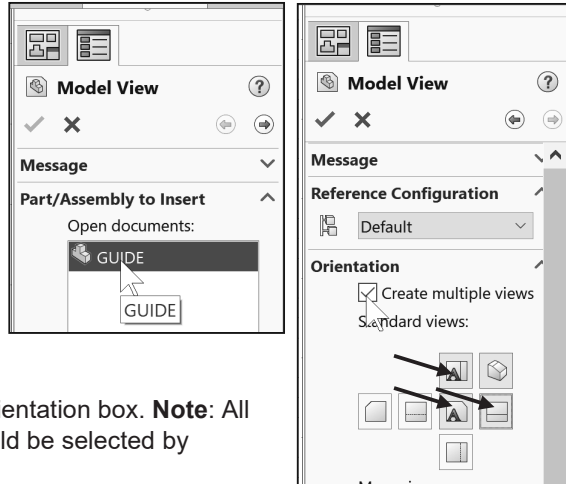 Model View
?
Message
Part/Assembly to Insert
Open documents:
GUIDE
GUIDE
ientation box. Note: All
ld be selected by
Model View
?
Message
Reference Configuration
Default
Orientation
Create multiple views
Standard views:
A
A